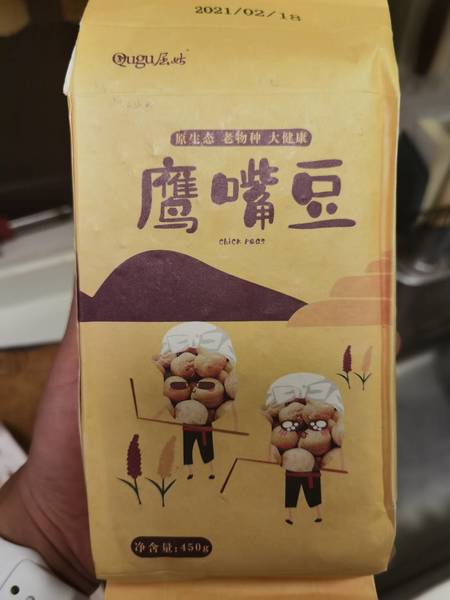 2021/02/18
Qugu屈姑
原生态 老物种 大健康
鹰嘴豆
chick peas
净含量:450g